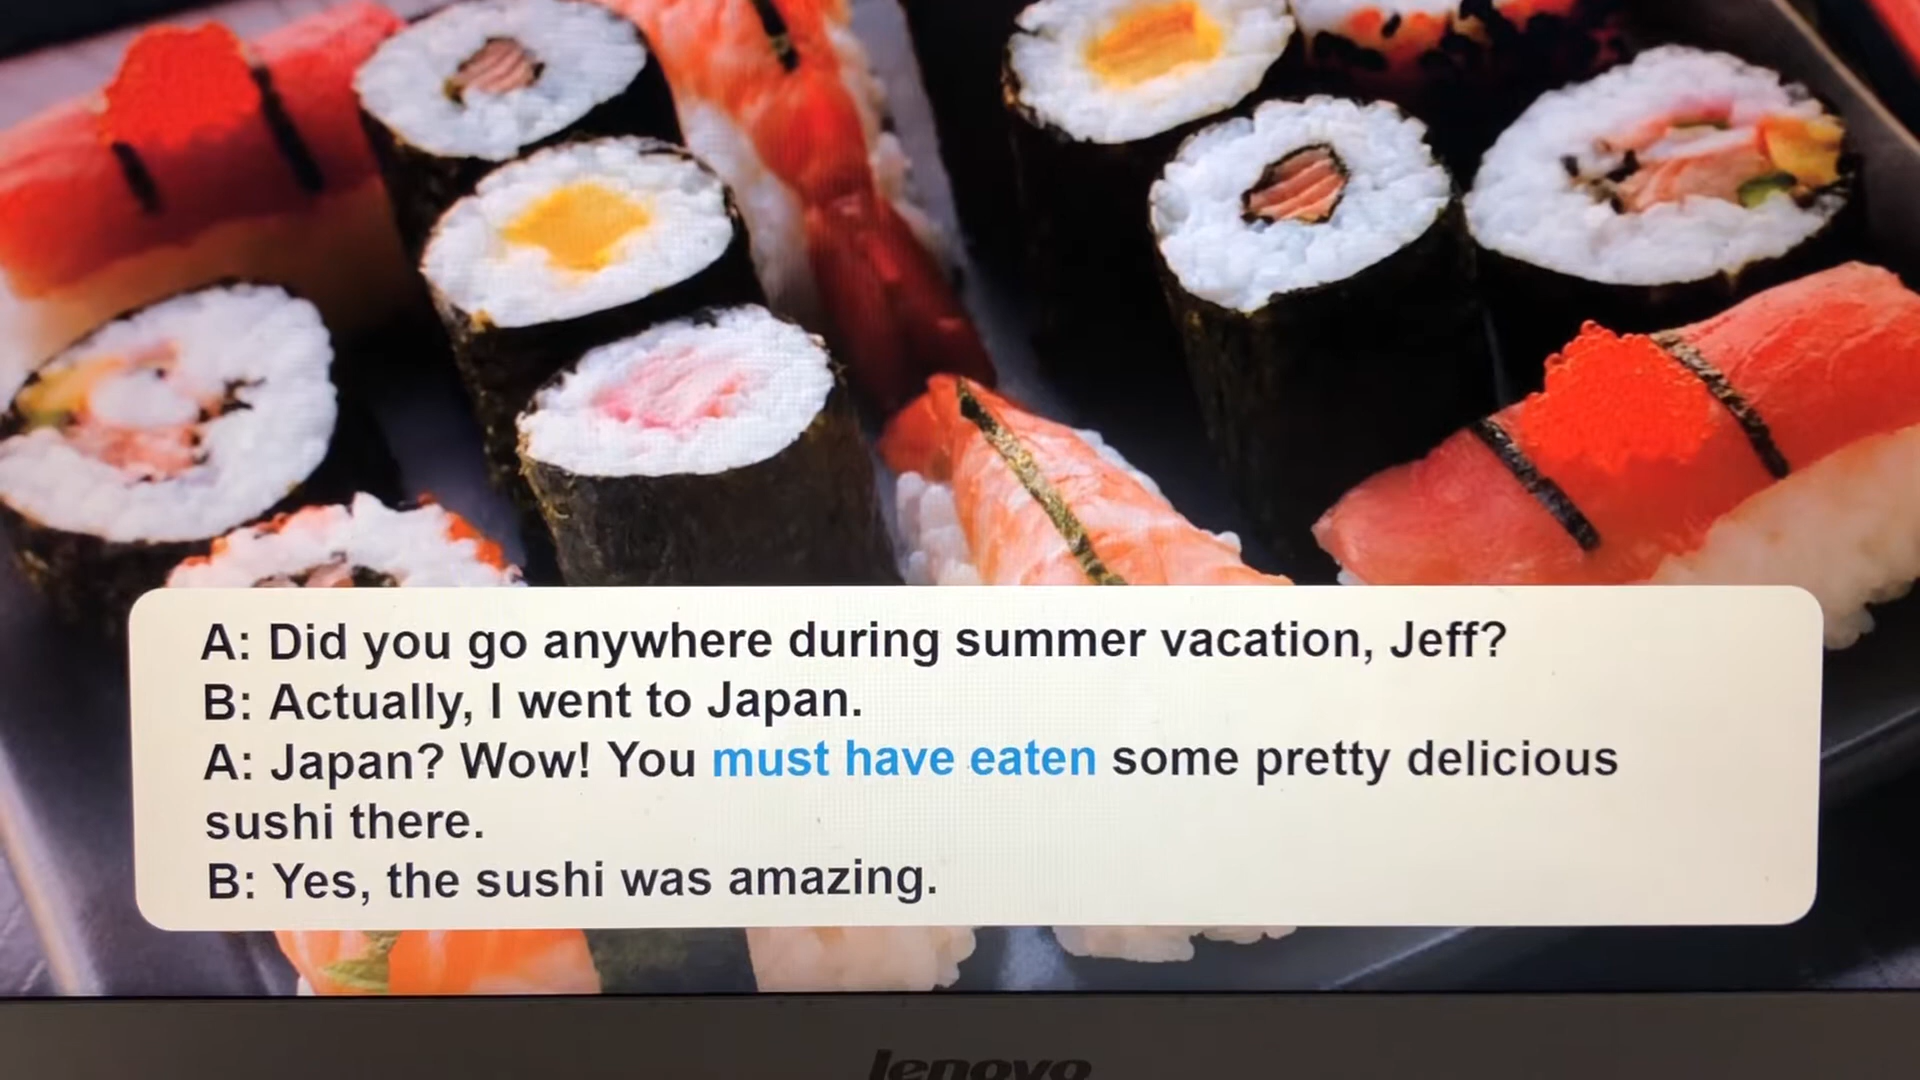 A: Did you go anywhere during summer vacation, Jeff?
B: Actually, I went to Japan.
A: Japan? Wow! You must have eaten some pretty delicious
sushi there.
B: Yes, the sushi was amazing.
lenovo